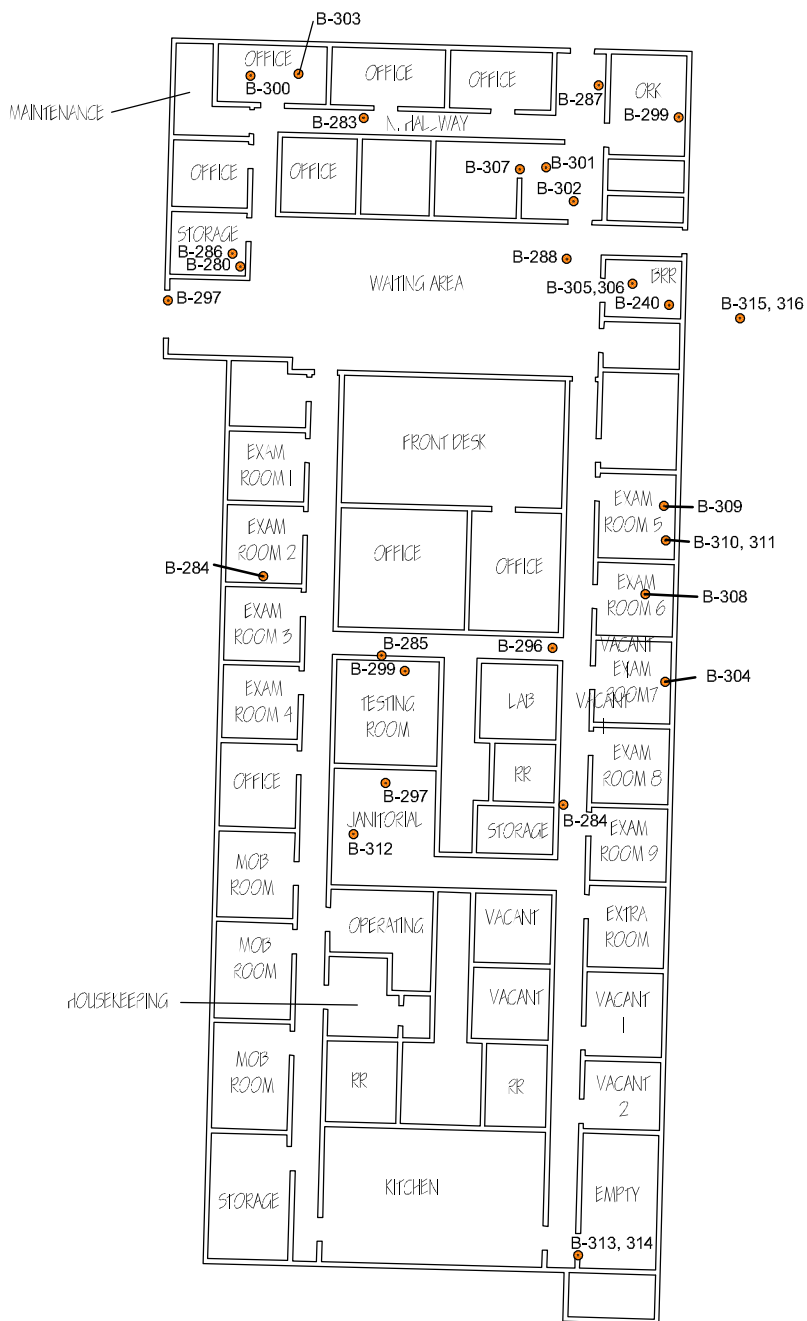 B-303
OFFICE
B-300
OFFICE
OFFICE
B-287
ORK
B-299
MAINTENANCE
B-283
N. HALLWAY
B-307
B-301
B-302
OFFICE
OFFICE
STORAGE
B-286
B-280
B-297
WAITING AREA
B-288
BRR
B-305,306
B-240
B-315, 316
FRONT DESK
EXAM
ROOM 1
EXAM
ROOM 2
B-284
EXAM
ROOM 3
EXAM
ROOM 4
OFFICE
OFFICE
OFFICE
EXAM
ROOM 5
B-309
B-310, 311
EXAM
ROOM 6
B-308
VACANT
EXAM
ROOM7
B-304
VACANT
1
B-285
B-299
B-296
TESTING
ROOM
LAB
RR
STORAGE
B-284
B-297
JANITORIAL
B-312
EXAM
ROOM 8
EXAM
ROOM 9
MOB
ROOM
MOB
ROOM
OPERATING
VACANT
VACANT
EXTRA
ROOM
VACANT
1
HOUSEKEEPING
MOB
ROOM
RR
RR
VACANT
2
STORAGE
KITCHEN
EMPTY
B-313, 314